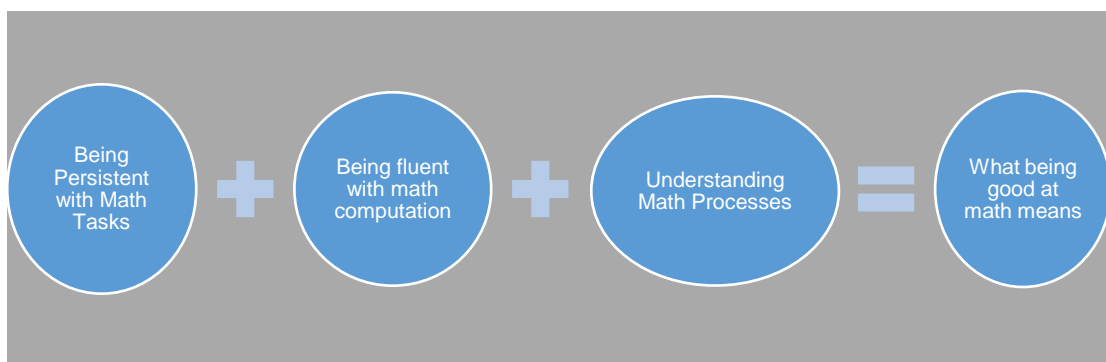 Being
Persistent
with Math
Tasks
Being fluent
with math
computation
Understanding
Math Processes
What being
good at
math means